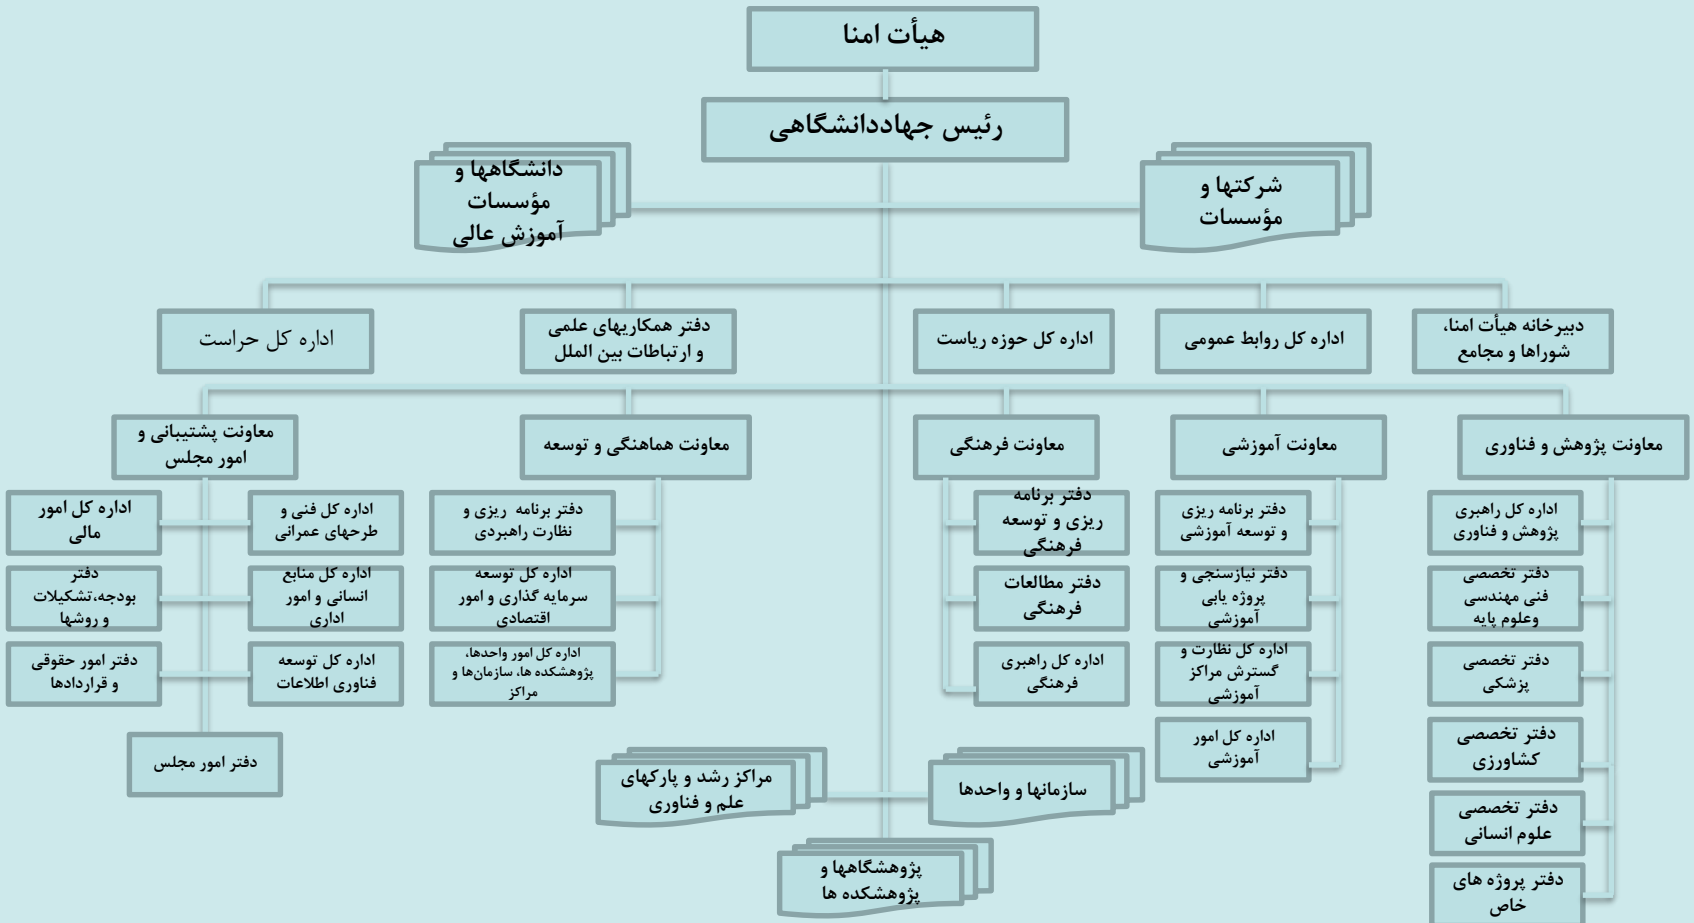 هیأت امنا
رئیس جهاددانشگاهی
شرکتها و
مؤسسات
دانشگاهها و
مؤسسات
آموزش عالی
دبیرخانه هیأت امنا،
شوراها و مجامع
اداره کل روابط عمومی
اداره کل حوزه ریاست
دفتر همکاریهای علمی
و ارتباطات بین الملل
اداره کل حراست
معاونت پژوهش و فناوری
معاونت آموزشی
معاونت فرهنگی
معاونت هماهنگی و توسعه
معاونت پشتیبانی و
امور مجلس
اداره کل راهبری
پژوهش و فناوری
دفتر تخصصی
فنی مهندسی
وعلوم پایه
دفتر تخصصی
پزشکی
دفتر تخصصی
کشاورزی
دفتر تخصصی
علوم انسانی
دفتر پروژه های
خاص
دفتر برنامه ریزی
و توسعه آموزشی
دفتر نیازسنجی و
پروژه یابی
آموزشی
اداره کل نظارت و
گسترش مراکز
آموزشی
اداره کل امور
آموزشی
دفتر برنامه
ریزی و توسعه
فرهنگی
دفتر مطالعات
فرهنگی
اداره کل راهبری
فرهنگی
دفتر برنامه ریزی و
نظارت راهبردی
اداره کل توسعه
سرمایه گذاری و امور
اقتصادی
اداره کل امور واحدها،
پژوهشکده ها، سازمان‌ها و
مراکز
اداره کل فنی و
طرحهای عمرانی
اداره کل منابع
انسانی و امور
اداری
اداره کل توسعه
فناوری اطلاعات
اداره کل امور
مالی
دفتر
بودجه،تشکیلات
و روشها
دفتر امور حقوقی
و قراردادها
دفتر امور مجلس
سازمانها و واحدها
مراکز رشد و پارکهای
علم و فناوری
پژوهشگاهها و
پژوهشکده ها